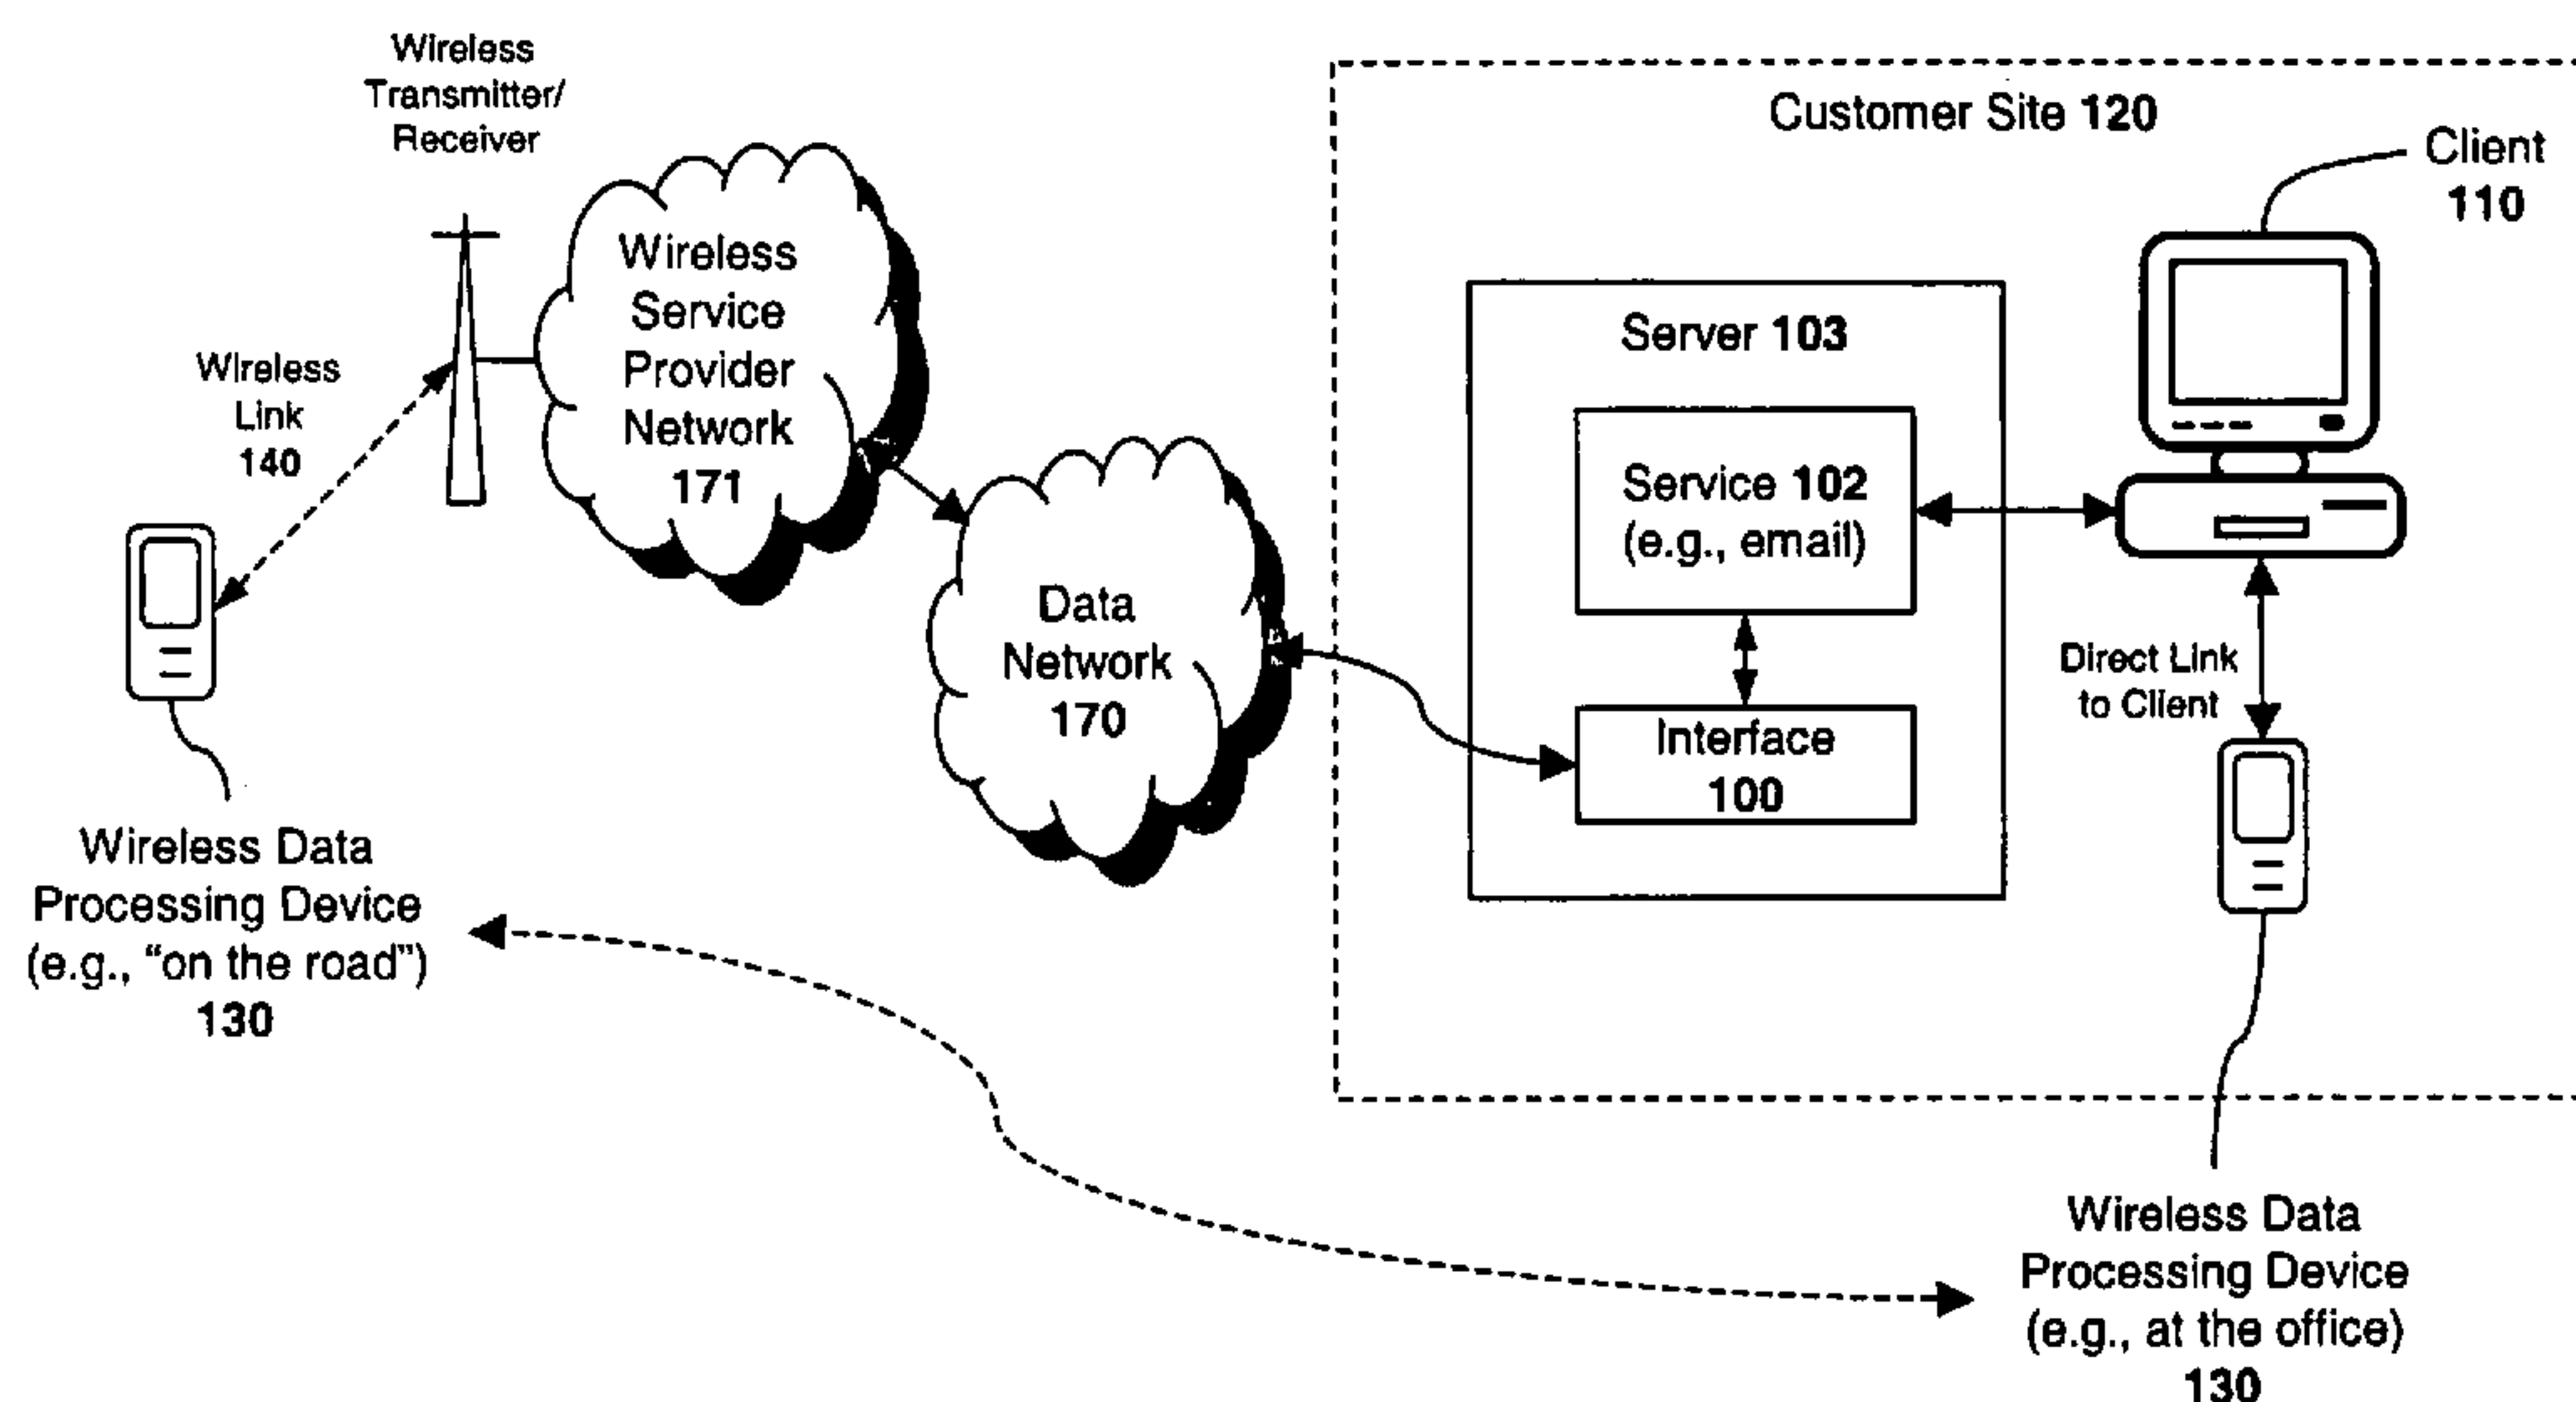 Wireless
Transmitter/
Receiver
Customer Site 120
Client
110
Wireless
Service
Provider
Network
171
Server 103
Wireless
Link
140
Service 102
(e.g., email)
Data
Network
170
Direct Link
to Client
Interface
100
Wireless Data
Processing Device
(e.g., “on the road”)
130
Wireless Data
Processing Device
(e.g., at the office)
130